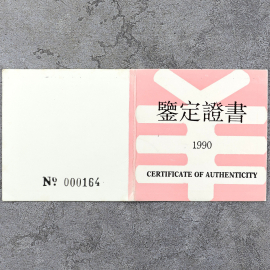 鑒定證書
1990
CERTIFICATE OF AUTHENTICITY
Nº 000164